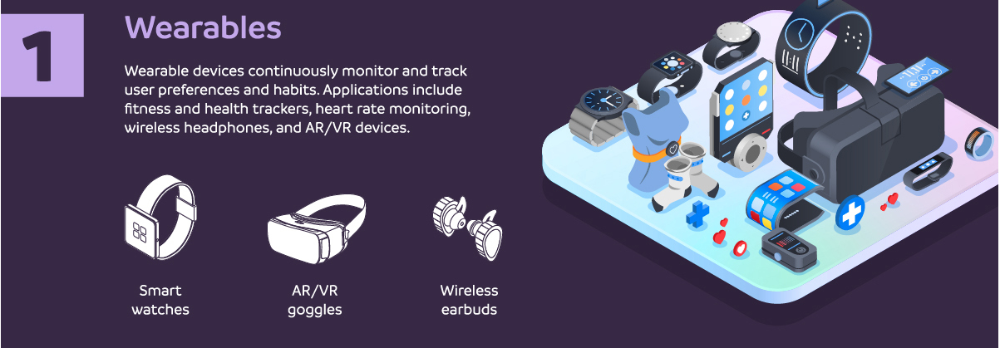 1
Wearables
Wearable devices continuously monitor and track
user preferences and habits. Applications include
fitness and health trackers, heart rate monitoring,
wireless headphones, and AR/VR devices.
Smart
watches
AR/VR
goggles
Wireless
earbuds